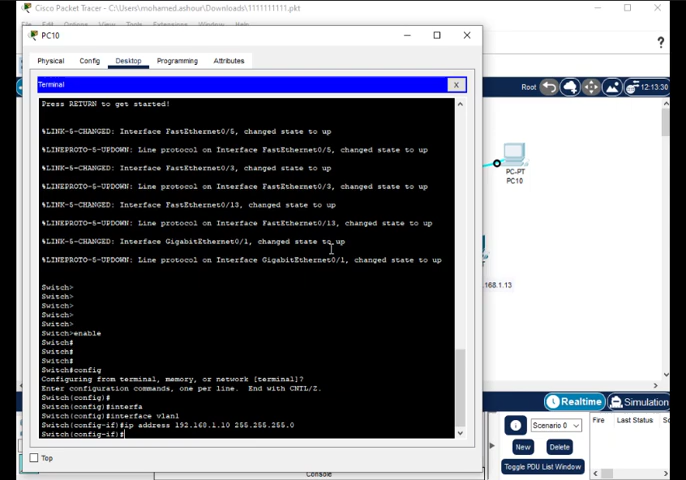 Cisco Packet Tracer - C:\Users\mohamed.ashour\Downloads\1111111111.pkt
PC10
Physical Config Desktop Programming Attributes
Terminal
X
Press RETURN to get started!
%LINK-5-CHANGED: Interface FastEthernet0/5, changed state to up
%LINEPROTO-5-UPDOWN: Line protocol on Interface FastEthernet0/5, changed state to up
%LINK-5-CHANGED: Interface FastEthernet0/3, changed state to up
%LINEPROTO-5-UPDOWN: Line protocol on Interface FastEthernet0/3, changed state to up
%LINK-5-CHANGED: Interface FastEthernet0/13, changed state to up
%LINEPROTO-5-UPDOWN: Line protocol on Interface FastEthernet0/13, changed state to up
%LINK-5-CHANGED: Interface GigabitEthernet0/1, changed state to up
%LINEPROTO-5-UPDOWN: Line protocol on Interface GigabitEthernet0/1, changed state to up
Switch>
Switch>
Switch>
Switch>
Switch>
Switch>enable
Switch#
Switch#
Switch#
Switch#config
Configuring from terminal, memory, or network [terminal]?
Enter configuration commands, one per line. End with CNTL/Z.
Switch(config)#
Switch(config)#interfa
Switch(config)#interface vlan1
Switch(config-if)#ip address 192.168.1.10 255.255.255.0
Switch(config-if)#
Top
Root
12:13:30
PC-PT
PC10
.168.1.13
Realtime
Simulation
Scenario 0
New Delete
Toggle PDU List Window
Fire Last Status
Console